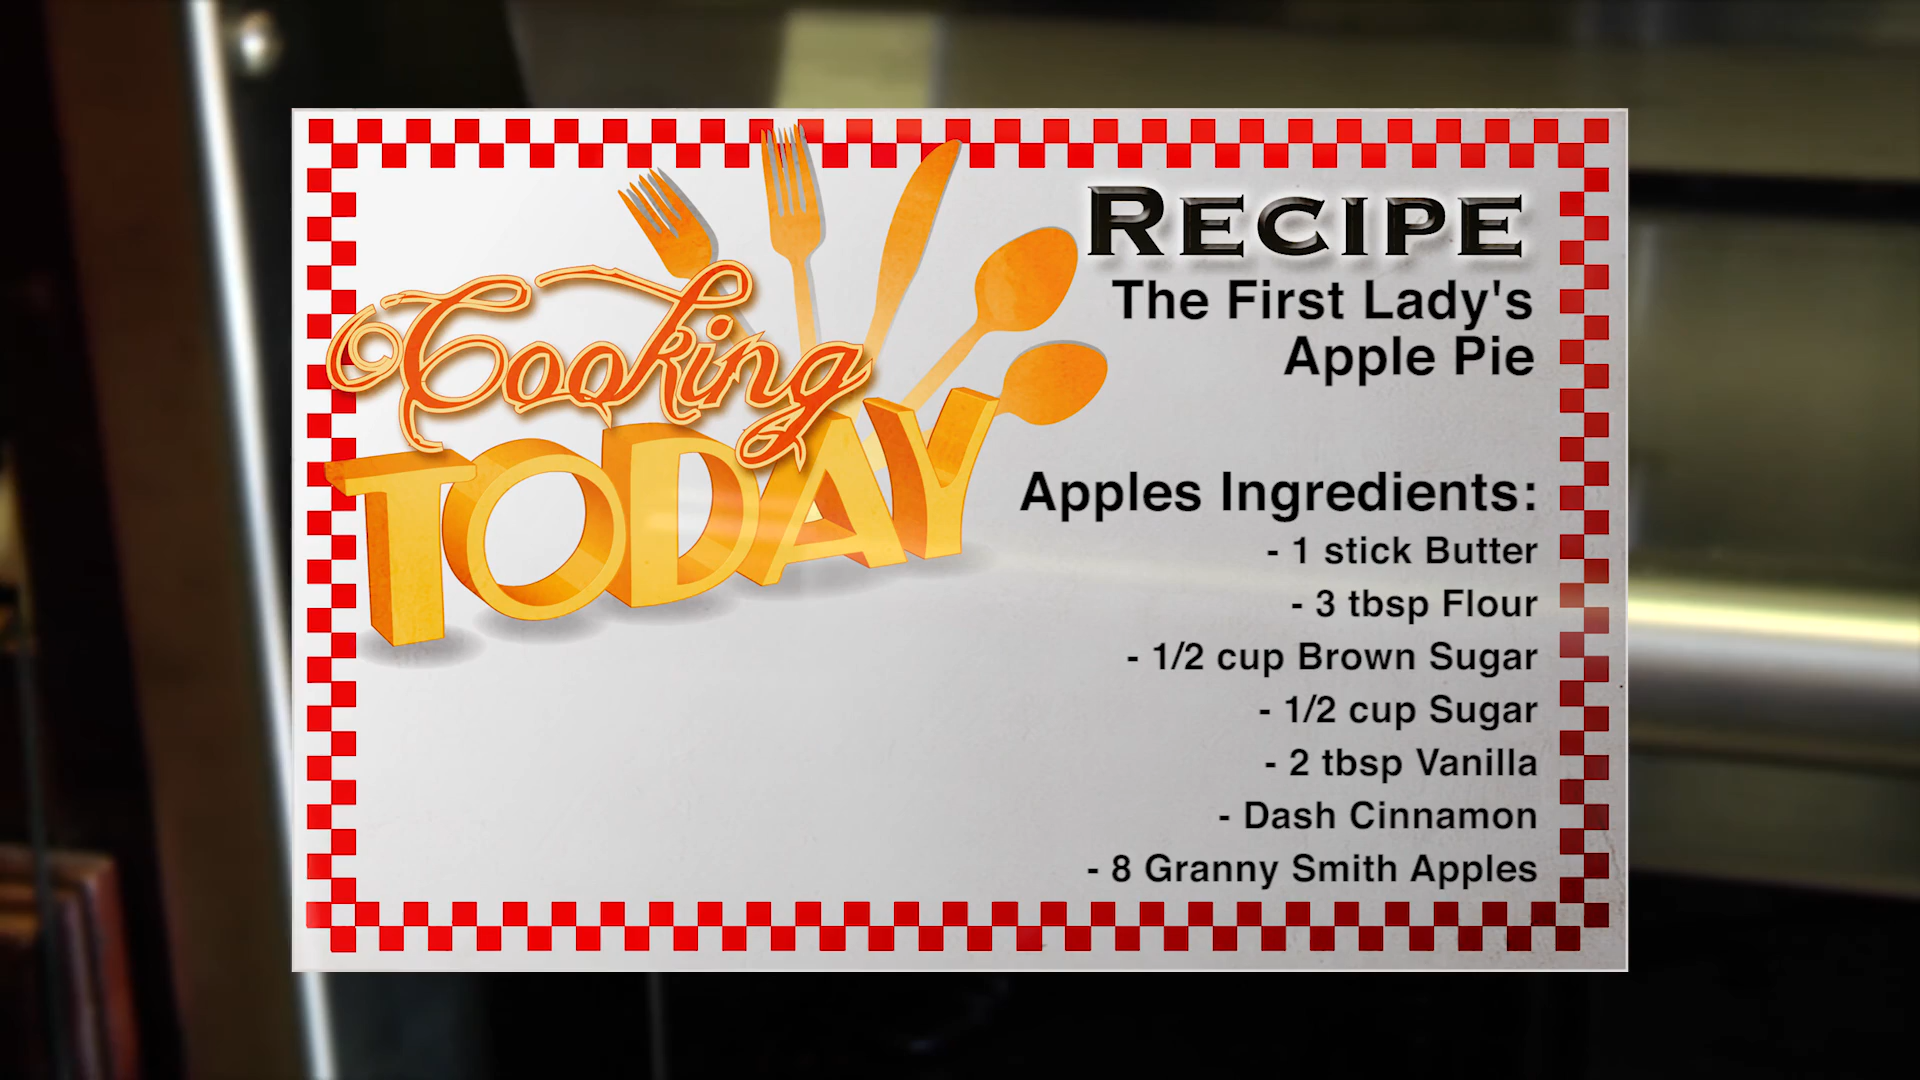 Cooking
TODAY
RECIPE
The First Lady's
Apple Pie
Apples Ingredients:
- 1 stick Butter
- 3 tbsp Flour
- 1/2 cup Brown Sugar
- 1/2 cup Sugar
- 2 tbsp Vanilla
- Dash Cinnamon
- 8 Granny Smith Apples